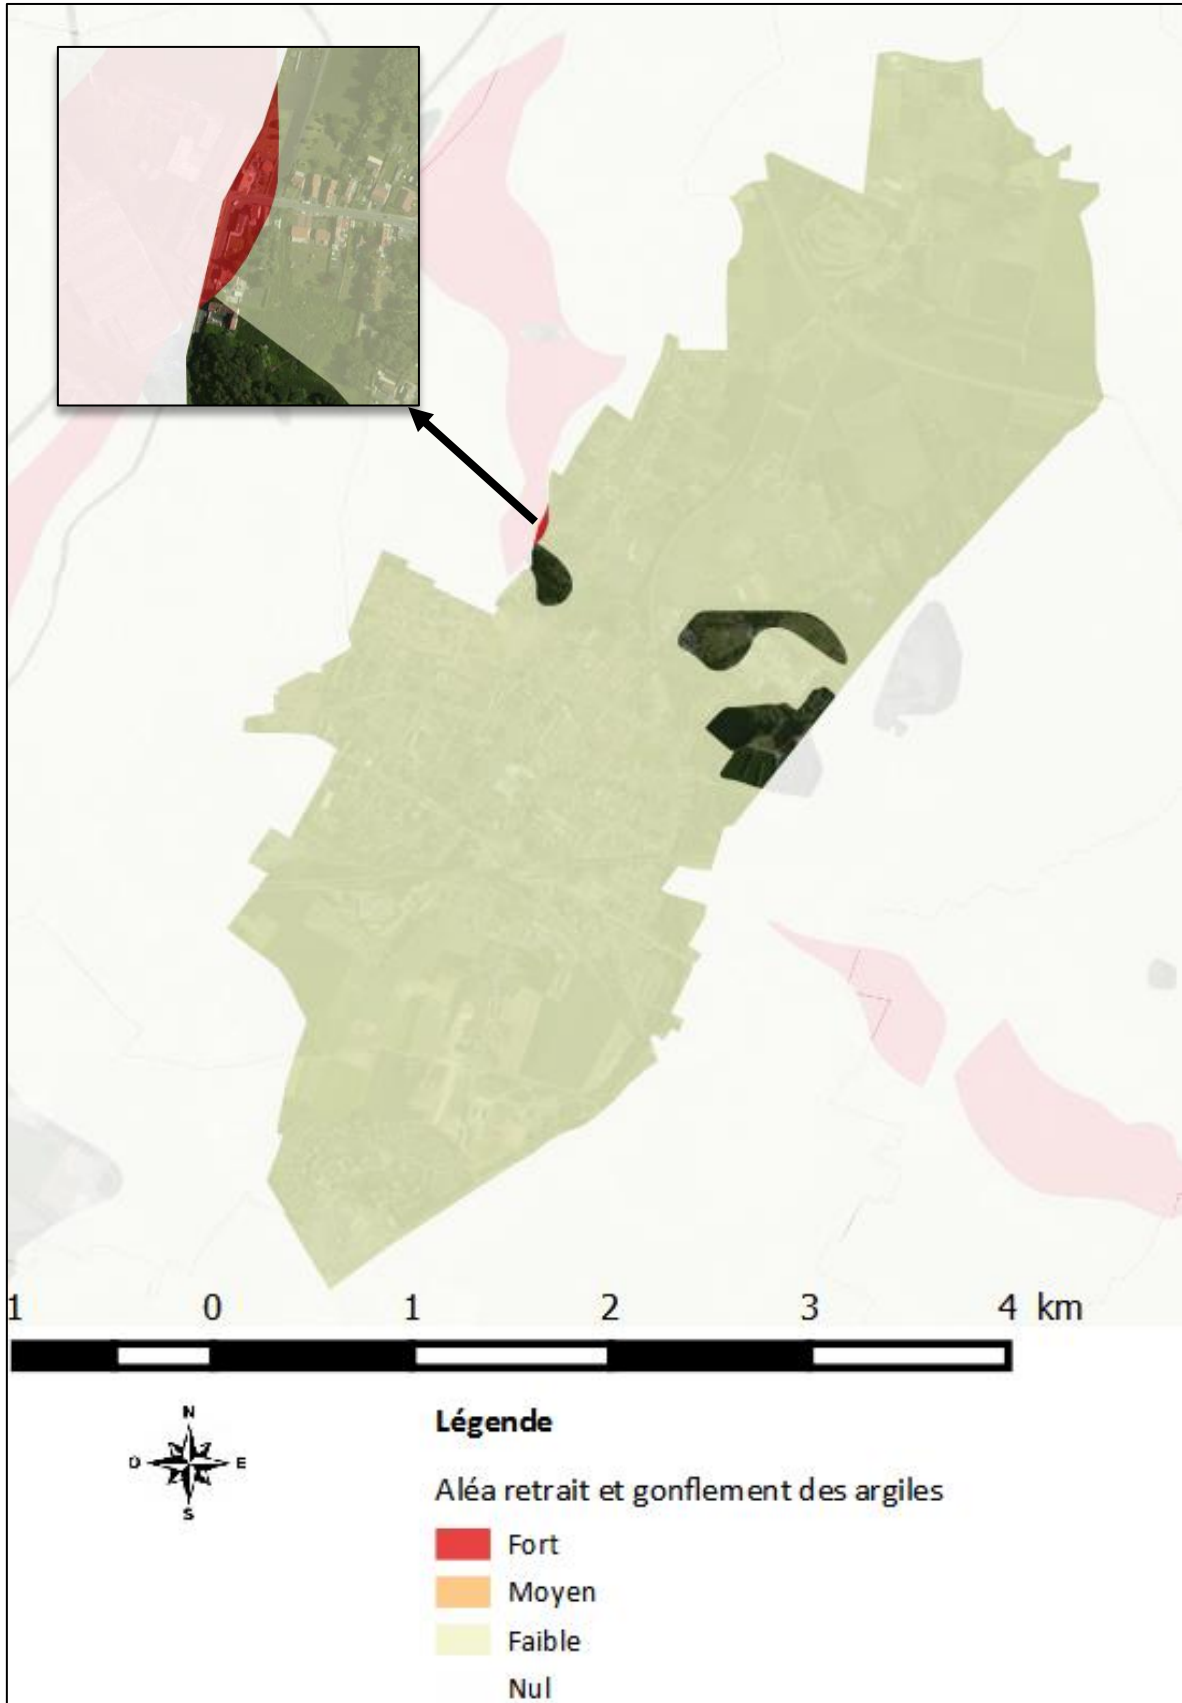 1 0 1 2 3 4 km
N
O E
S
Légende
Aléa retrait et gonflement des argiles
Fort
Moyen
Faible
Nul